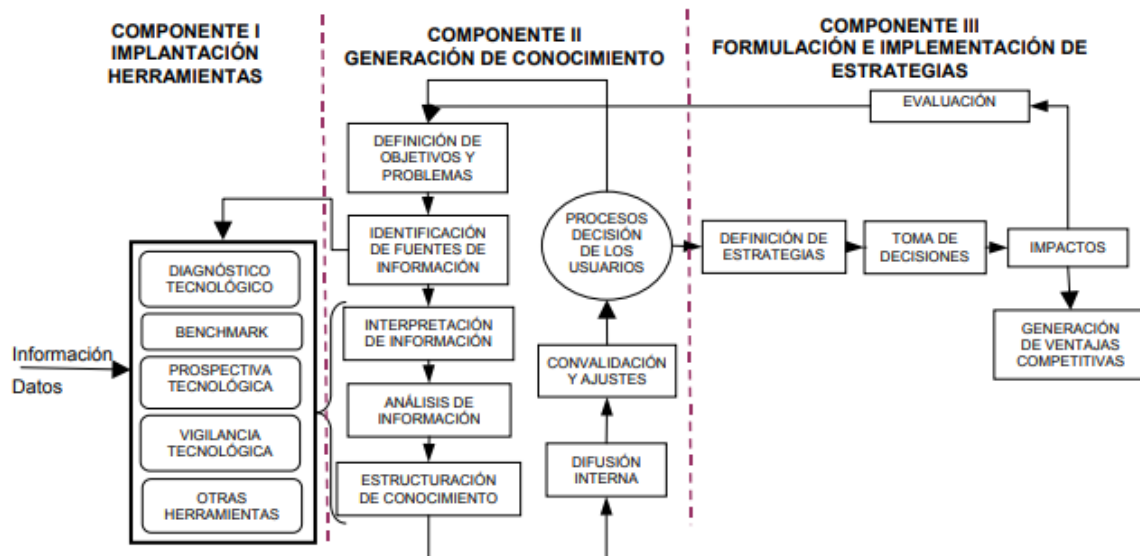 COMPONENTE I
IMPLANTACIÓN
HERRAMIENTAS
COMPONENTE II
GENERACIÓN DE CONOCIMIENTO
COMPONENTE III
FORMULACIÓN E IMPLEMENTACIÓN DE
ESTRATEGIAS
EVALUACIÓN
DEFINICIÓN DE
OBJETIVOS Y
PROBLEMAS
IDENTIFICACIÓN
DE FUENTES DE
INFORMACIÓN
PROCESOS
DECISIÓN
DE LOS
USUARIOS
DEFINICIÓN DE
ESTRATEGIAS
TOMA DE
DECISIONES
IMPACTOS
DIAGNÓSTICO
TECNOLÓGICO
BENCHMARK
PROSPECTIVA
TECNOLÓGICA
VIGILANCIA
TECNOLÓGICA
OTRAS
HERRAMIENTAS
Información
Datos
INTERPRETACIÓN
DE INFORMACIÓN
ANÁLISIS DE
INFORMACIÓN
ESTRUCTURACIÓN
DE CONOCIMIENTO
CONVALIDACIÓN
Y AJUSTES
DIFUSIÓN
INTERNA
GENERACIÓN
DE VENTAJAS
COMPETITIVAS